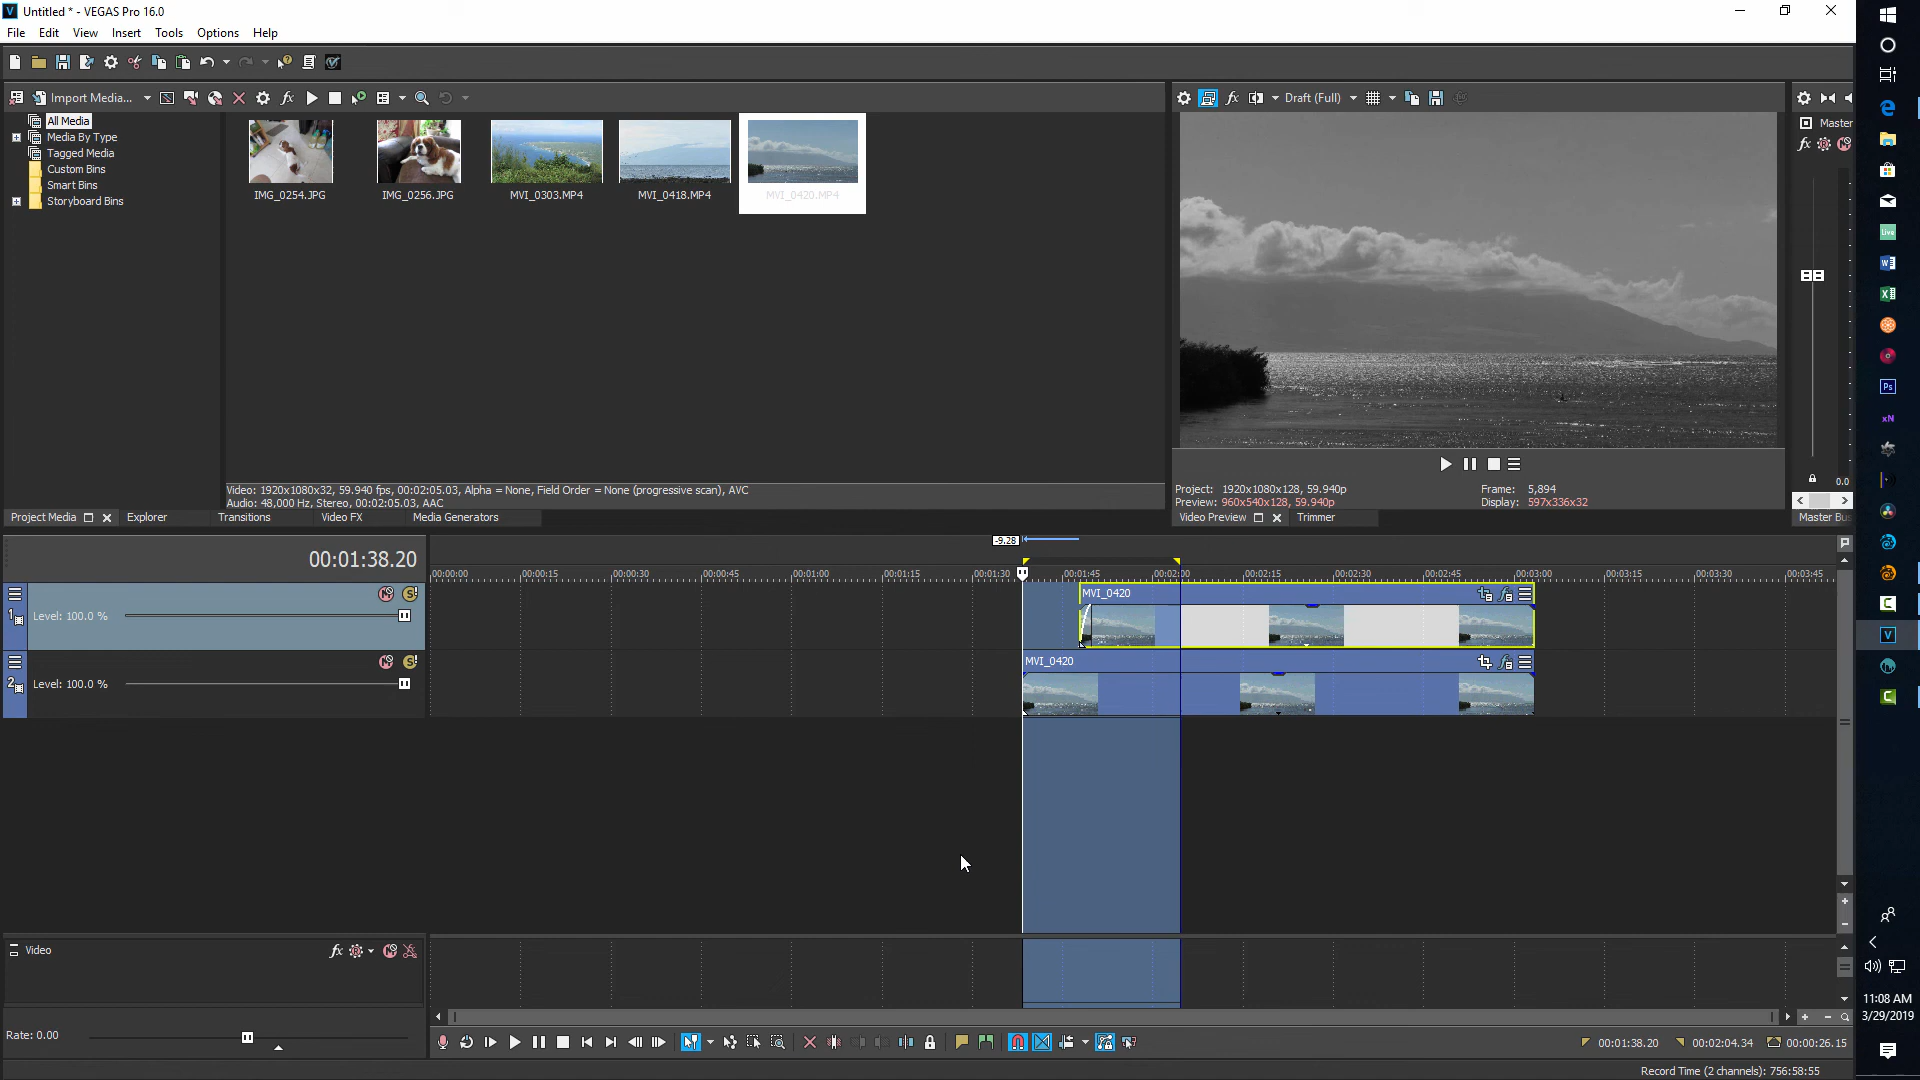 Untitled * - VEGAS Pro 16.0
File Edit View Insert Tools Options Help
Import Media...
Draft (Full)
All Media
Media By Type
Tagged Media
Custom Bins
Smart Bins
Storyboard Bins
IMG_0254.JPG
IMG_0256.JPG
MVI_0303.MP4
MVI_0418.MP4
MVI_0420.MP4
Master
Video: 1920x1080x32, 59.940 fps, 00:02:05.03, Alpha = None, Field Order = None (progressive scan), AVC
Audio: 48,000 Hz, Stereo, 00:02:05.03, AAC
Project: 1920x1080x128, 59.940p
Frame: 5,894
Preview: 960x540x128, 59.940p
Display: 597x336x32
0.0
Project Media Explorer Transitions Video FX Media Generators
Video Preview Trimmer
Master Bus
-9.28
00:01:38.20
00:00:00 00:00:15 00:00:30 00:00:45 00:01:00 00:01:15 00:01:30 00:01:45 00:02:00 00:02:15 00:02:30 00:02:45 00:03:00 00:03:15 00:03:30 00:03:45
1
Level: 100.0 %
MVI_0420
2
Level: 100.0 %
MVI_0420
Video
Rate: 0.00
00:01:38.20 00:02:04.34 00:00:26.15
Record Time (2 channels): 756:58:55
Live
Ps
xN
V
11:08 AM
3/29/2019